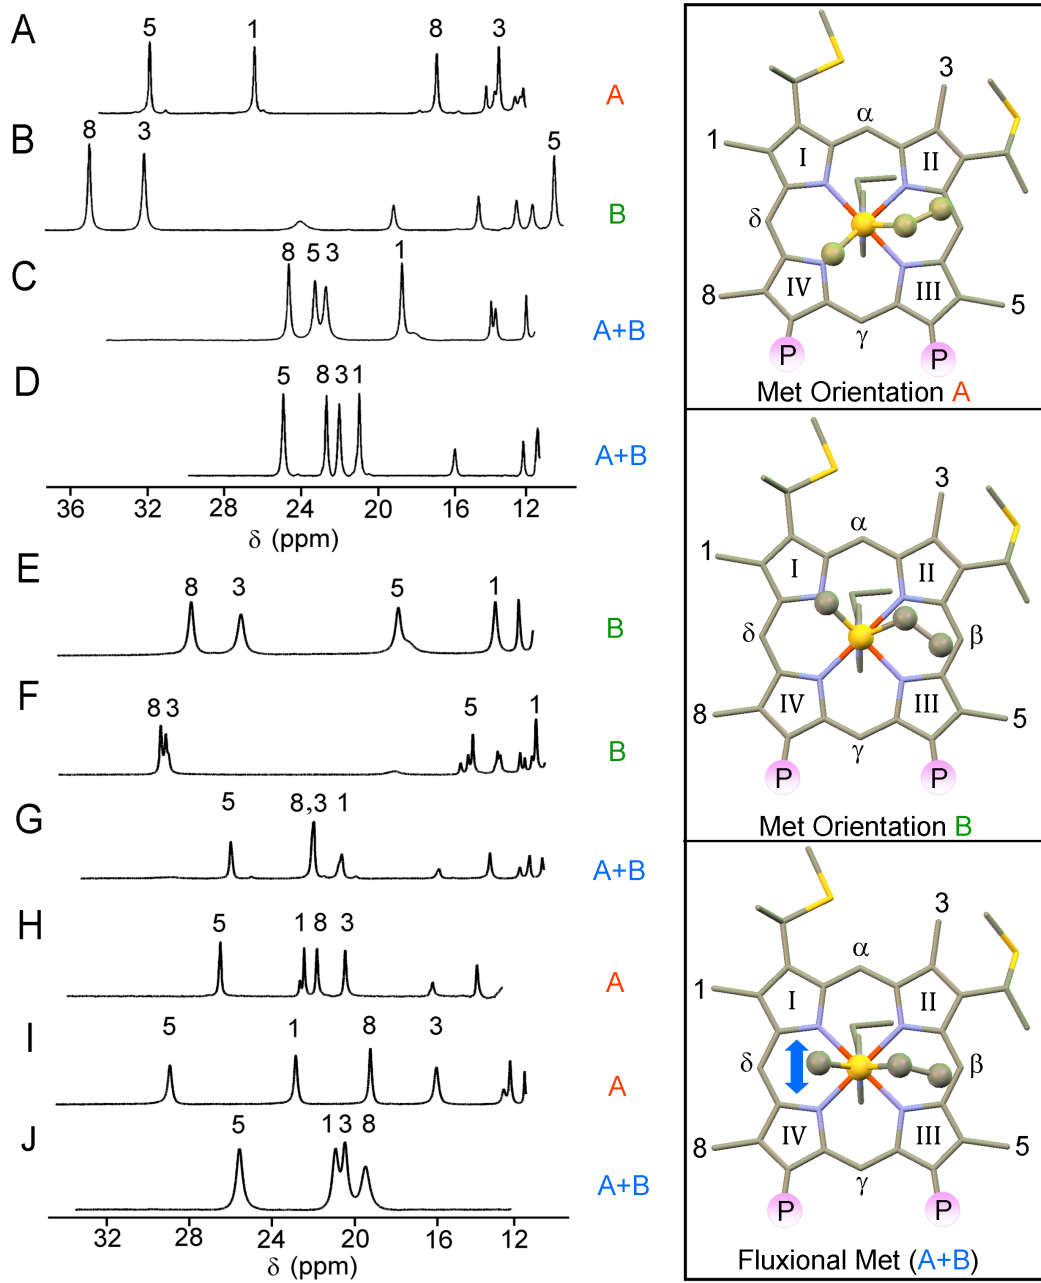 A
5 1 8 3
A
B
8 3 5
B
C
8 5 3 1
A+B
D
5 8 3 1
A+B
36 32 28 24 20 16 12
δ (ppm)
E
8 3 5 1
B
F
8 3 5 1
B
G
5 8,3 1
A+B
H
5 1 8 3
A
I
5 1 8 3
A
J
5 1 3 8
A+B
32 28 24 20 16 12
δ (ppm)
3
α
1
I II
δ
IV III
8 5
γ
P P
Met Orientation A
3
α
1
I II
δ β
IV III
8 5
γ
P P
Met Orientation B
3
α
1
I II
δ β
IV III
8 5
γ
P P
Fluxional Met (A+B)